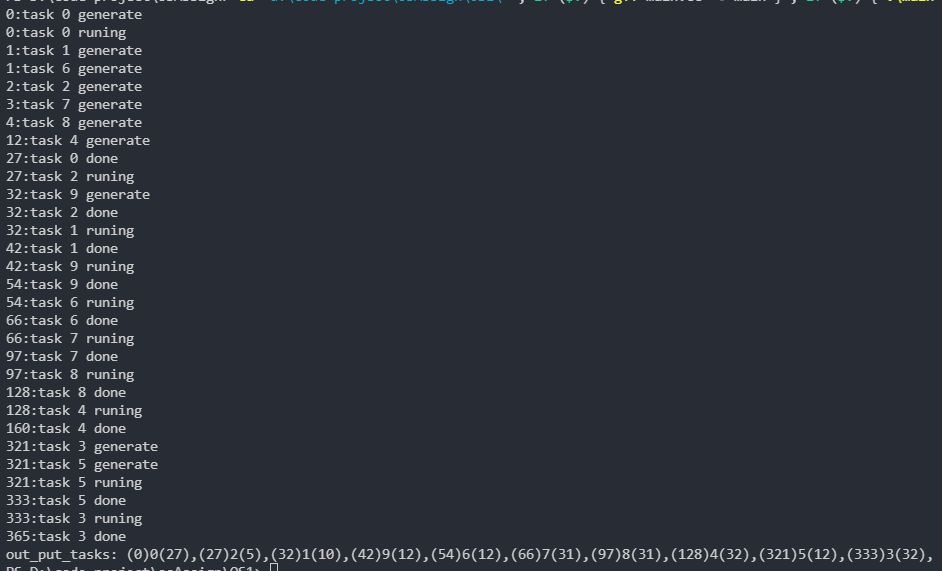 0:task 0 generate
0:task 0 runing
1:task 1 generate
1:task 6 generate
2:task 2 generate
3:task 7 generate
4:task 8 generate
12:task 4 generate
27:task 0 done
27:task 2 runing
32:task 9 generate
32:task 2 done
32:task 1 runing
42:task 1 done
42:task 9 runing
54:task 9 done
54:task 6 runing
66:task 6 done
66:task 7 runing
97:task 7 done
97:task 8 runing
128:task 8 done
128:task 4 runing
160:task 4 done
321:task 3 generate
321:task 5 generate
321:task 5 runing
333:task 5 done
333:task 3 runing
365:task 3 done
out_put_tasks: (0)0(27),(27)2(5),(32)1(10),(42)9(12),(54)6(12),(66)7(31),(97)8(31),(128)4(32),(321)5(12),(333)3(32),